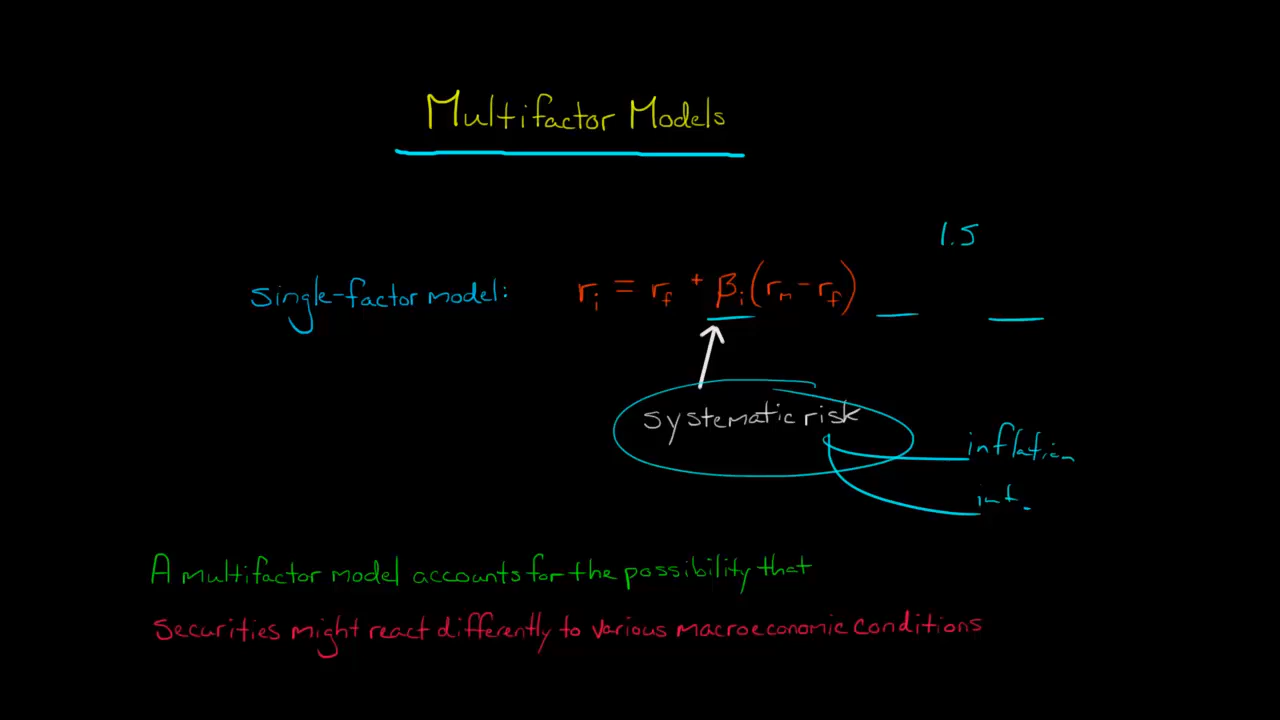 Multifactor Models
1.5
single-factor model: rᵢ = r_f + βᵢ(r_m − r_f)
systematic risk
inflation
int.
A multifactor model accounts for the possibility that
securities might react differently to various macroeconomic conditions